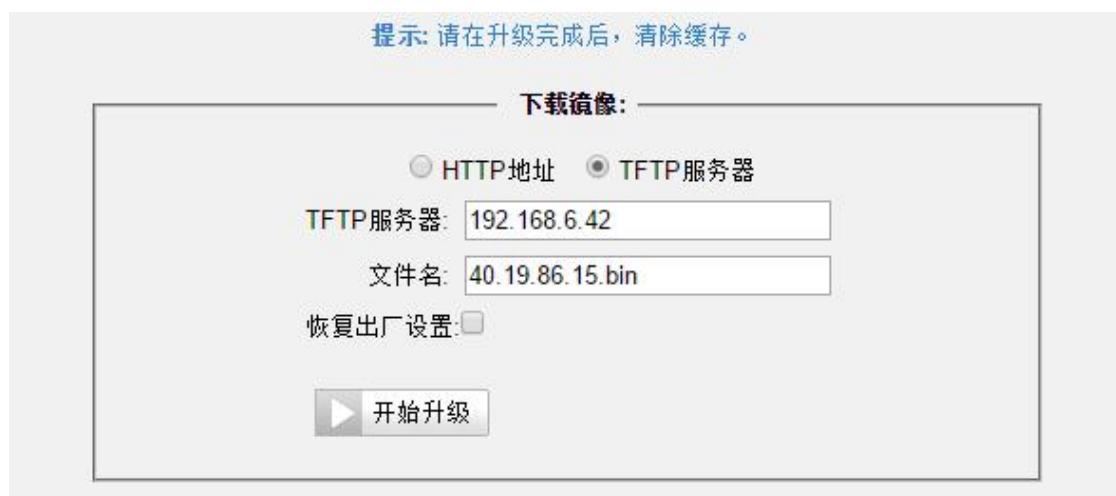 提示: 请在升级完成后，清除缓存。
下载镜像:
HTTP地址 TFTP服务器
TFTP服务器: 192.168.6.42
文件名: 40.19.86.15.bin
恢复出厂设置:
开始升级